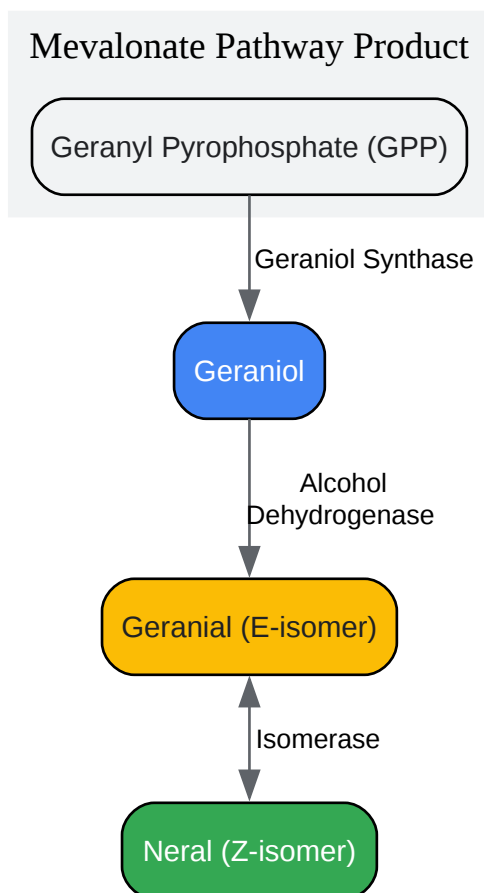 Mevalonate Pathway Product
Geranyl Pyrophosphate (GPP)
Geraniol Synthase
Geraniol
Alcohol
Dehydrogenase
Geranial (E-isomer)
Isomerase
Neral (Z-isomer)